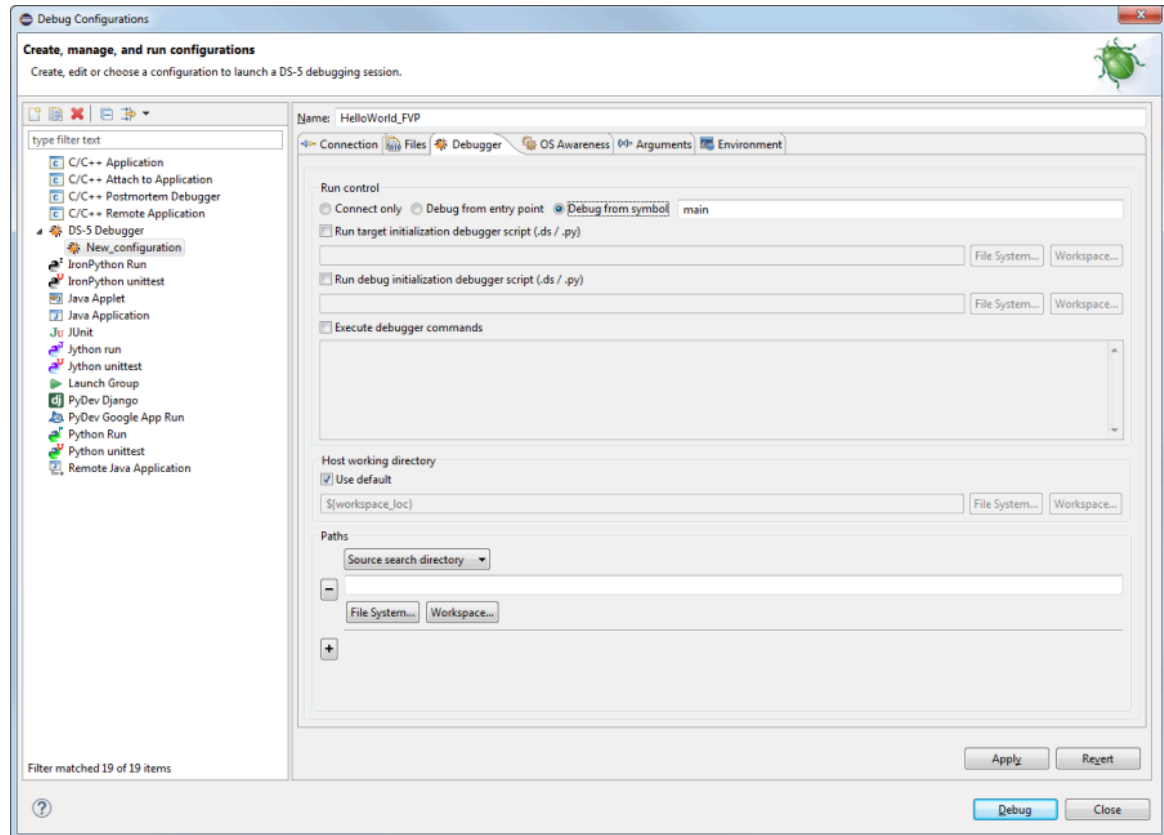 Debug Configurations
Create, manage, and run configurations
Create, edit or choose a configuration to launch a DS-5 debugging session.
type filter text
C/C++ Application
C/C++ Attach to Application
C/C++ Postmortem Debugger
C/C++ Remote Application
DS-5 Debugger
New_configuration
IronPython Run
IronPython unittest
Java Applet
Java Application
JUnit
Jython run
Jython unittest
Launch Group
PyDev Django
PyDev Google App Run
Python Run
Python unittest
Remote Java Application
Filter matched 19 of 19 items
Name: HelloWorld_FVP
Connection Files Debugger OS Awareness Arguments Environment
Run control
Connect only Debug from entry point Debug from symbol main
Run target initialization debugger script (.ds / .py)
File System... Workspace...
Run debug initialization debugger script (.ds / .py)
File System... Workspace...
Execute debugger commands
Host working directory
Use default
${workspace_loc} File System... Workspace...
Paths
Source search directory
File System... Workspace...
Apply Revert
Debug Close